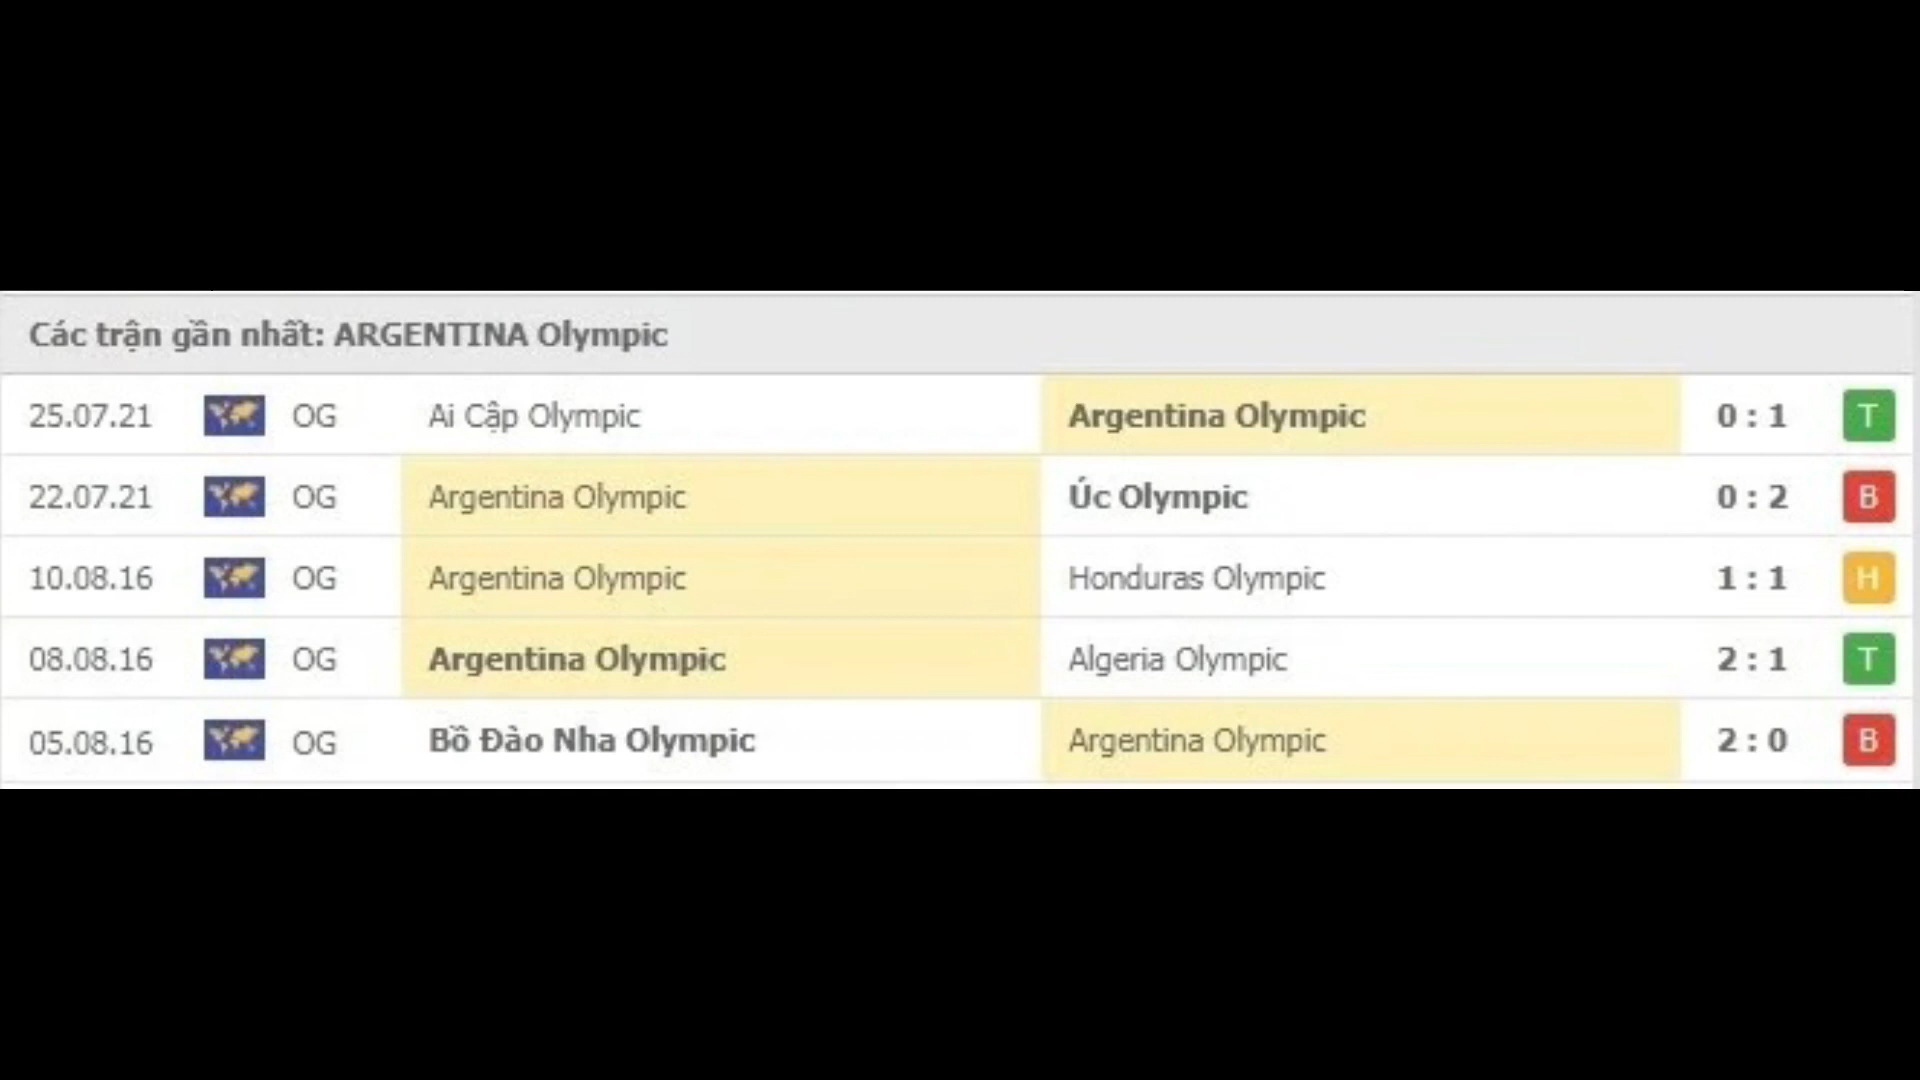 Các trận gần nhất: ARGENTINA Olympic
25.07.21 OG Ai Cập Olympic Argentina Olympic 0 : 1 T
22.07.21 OG Argentina Olympic Úc Olympic 0 : 2 B
10.08.16 OG Argentina Olympic Honduras Olympic 1 : 1 H
08.08.16 OG Argentina Olympic Algeria Olympic 2 : 1 T
05.08.16 OG Bồ Đào Nha Olympic Argentina Olympic 2 : 0 B